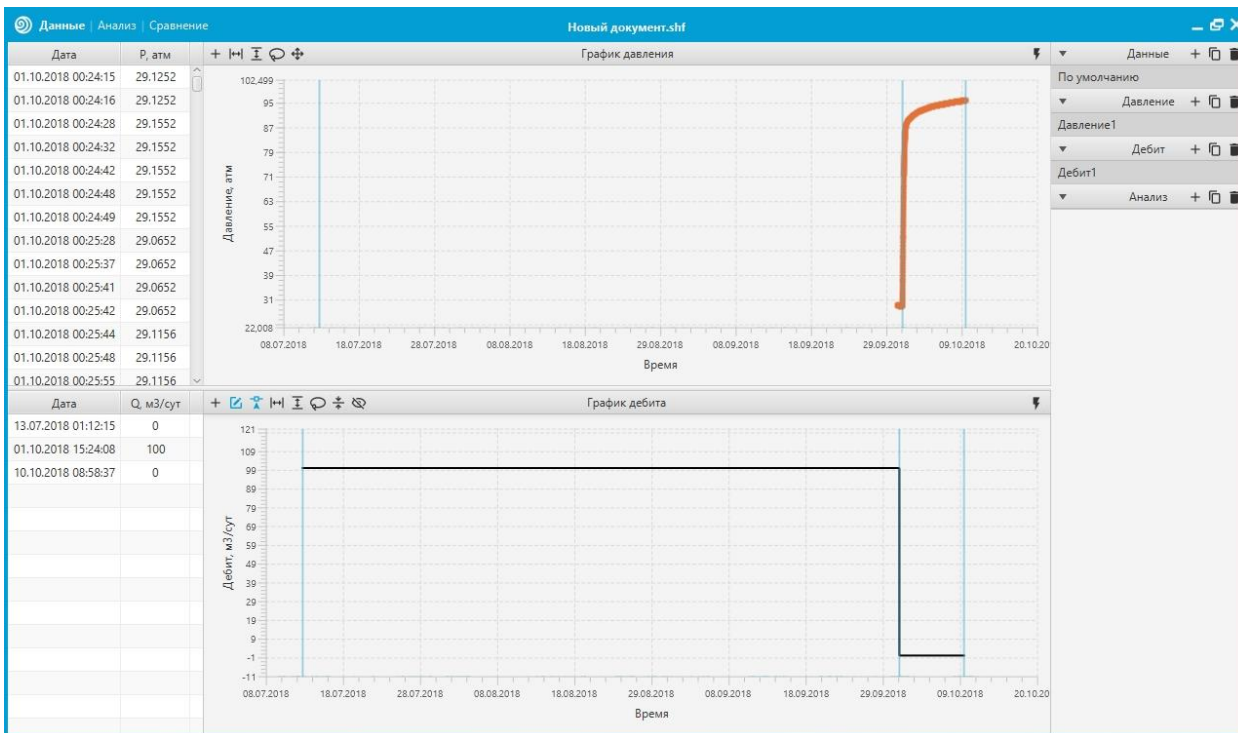 Данные | Анализ | Сравнение
Новый документ.shf
Дата P, атм
01.10.2018 00:24:15 29.1252
01.10.2018 00:24:16 29.1252
01.10.2018 00:24:28 29.1552
01.10.2018 00:24:32 29.1552
01.10.2018 00:24:42 29.1552
01.10.2018 00:24:48 29.1552
01.10.2018 00:24:49 29.1552
01.10.2018 00:25:28 29.0652
01.10.2018 00:25:37 29.0652
01.10.2018 00:25:41 29.0652
01.10.2018 00:25:42 29.0652
01.10.2018 00:25:44 29.1156
01.10.2018 00:25:48 29.1156
01.10.2018 00:25:55 29.1156
График давления
102,499
95
87
79
71
63
55
47
39
31
22,008
Давление, атм
08.07.2018 18.07.2018 28.07.2018 08.08.2018 18.08.2018 29.08.2018 08.09.2018 18.09.2018 29.09.2018 09.10.2018 20.10.20
Время
Данные
По умолчанию
Давление
Давление1
Дебит
Дебит1
Анализ
Дата Q, м3/сут
13.07.2018 01:12:15 0
01.10.2018 15:24:08 100
10.10.2018 08:58:37 0
График дебита
121
109
99
89
79
69
59
49
39
29
19
9
-1
-11
Дебит, м3/сут
08.07.2018 18.07.2018 28.07.2018 08.08.2018 18.08.2018 29.08.2018 08.09.2018 18.09.2018 29.09.2018 09.10.2018 20.10.20
Время